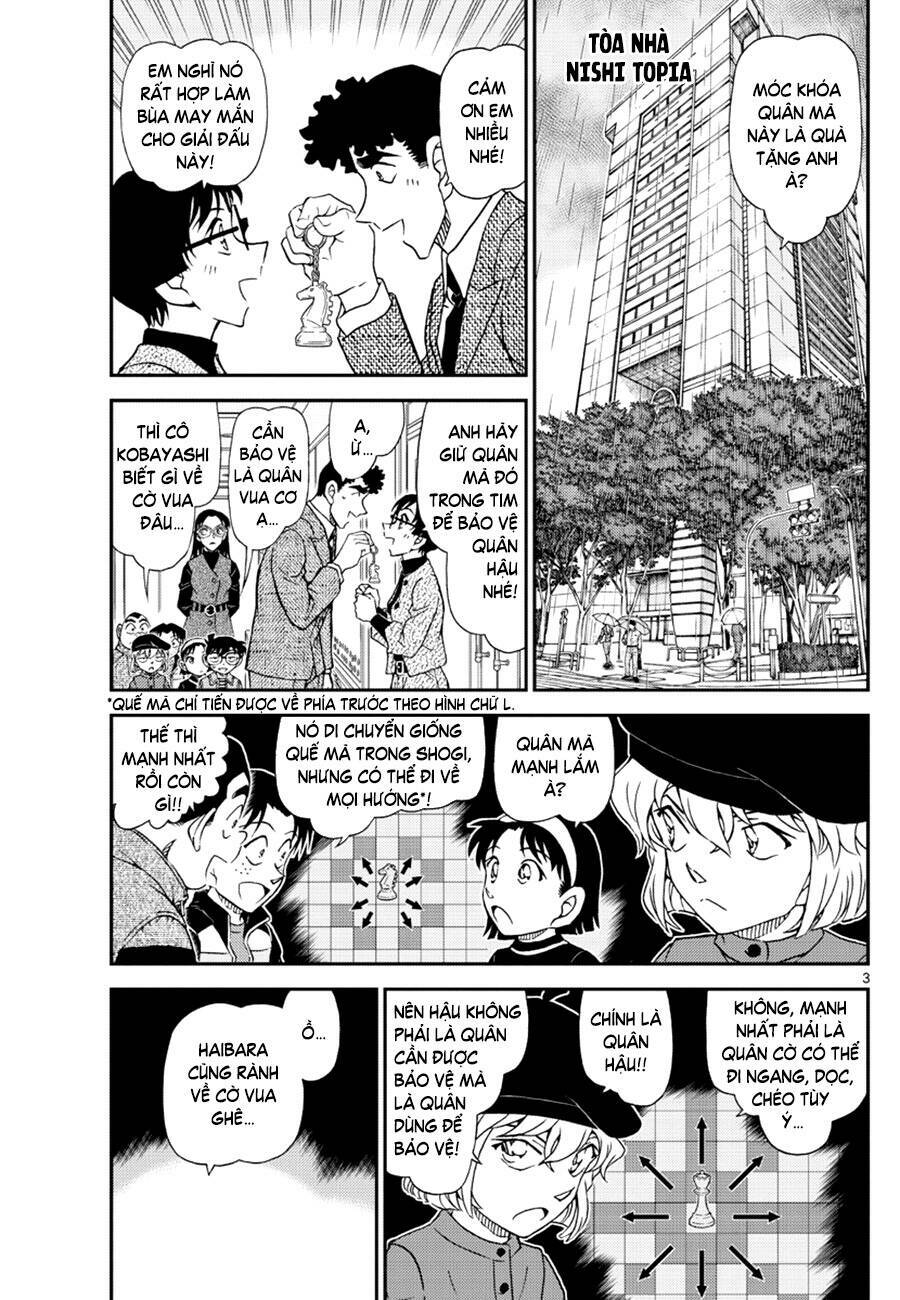 TÒA NHÀ
NISHI TOPIA
MÓC KHÓA
QUÂN MÃ
NÀY LÀ QUÀ
TẶNG ANH
À?
CẢM
ƠN EM
NHIỀU
NHÉ!
EM NGHĨ NÓ
RẤT HỢP LÀM
BÙA MAY MẮN
CHO GIẢI ĐẤU
NÀY!
ANH HÃY
GIỮ QUÂN
MÃ ĐÓ
TRONG TIM
ĐỂ BẢO VỆ
QUÂN
HẬU NHÉ!
A,
Ừ...
CẦN
BẢO VỆ
LÀ QUÂN
VUA CƠ
Ạ...
THÌ CÔ
KOBAYASHI
BIẾT GÌ VỀ
CỜ VUA
ĐÂU...
*QUẾ MÃ CHỈ TIẾN ĐƯỢC VỀ PHÍA TRƯỚC THEO HÌNH CHỮ L.
QUÂN MÃ
MẠNH LẮM
À?
NÓ DI CHUYỂN GIỐNG
QUẾ MÃ TRONG SHOGI,
NHƯNG CÓ THỂ ĐI VỀ
MỌI HƯỚNG*!
THẾ THÌ
MẠNH NHẤT
RỒI CÒN
GÌ!!
3
KHÔNG, MẠNH
NHẤT PHẢI LÀ
QUÂN CỜ CÓ THỂ
ĐI NGANG, DỌC,
CHÉO TÙY
Ý...
CHÍNH LÀ
QUÂN
HẬU!!
NÊN HẬU KHÔNG
PHẢI LÀ QUÂN
CẦN ĐƯỢC
BẢO VỆ MÀ
LÀ QUÂN
DÙNG ĐỂ
BẢO VỆ!
Ồ...
HAIBARA
CŨNG RÀNH
VỀ CỜ VUA
GHÊ...